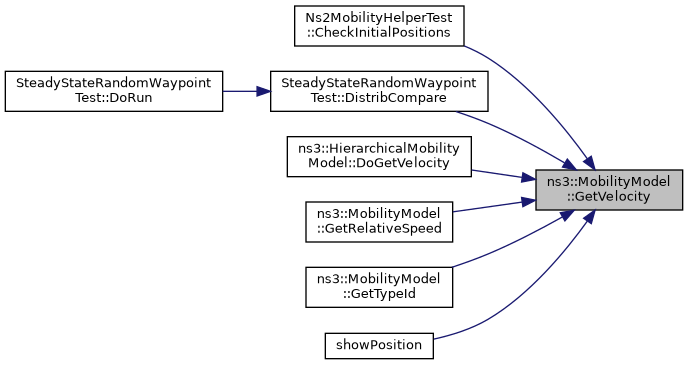 Ns2MobilityHelperTest
::CheckInitialPositions
SteadyStateRandomWaypoint
Test::DoRun
SteadyStateRandomWaypoint
Test::DistribCompare
ns3::HierarchicalMobility
Model::DoGetVelocity
ns3::MobilityModel
::GetVelocity
ns3::MobilityModel
::GetRelativeSpeed
ns3::MobilityModel
::GetTypeId
showPosition